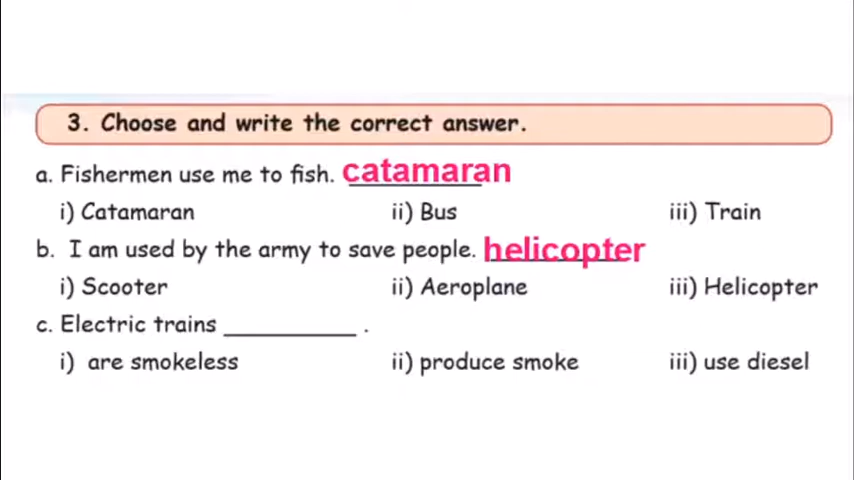 3. Choose and write the correct answer.
a. Fishermen use me to fish. catamaran
i) Catamaran ii) Bus iii) Train
b. I am used by the army to save people. helicopter
i) Scooter ii) Aeroplane iii) Helicopter
c. Electric trains __________ .
i) are smokeless ii) produce smoke iii) use diesel